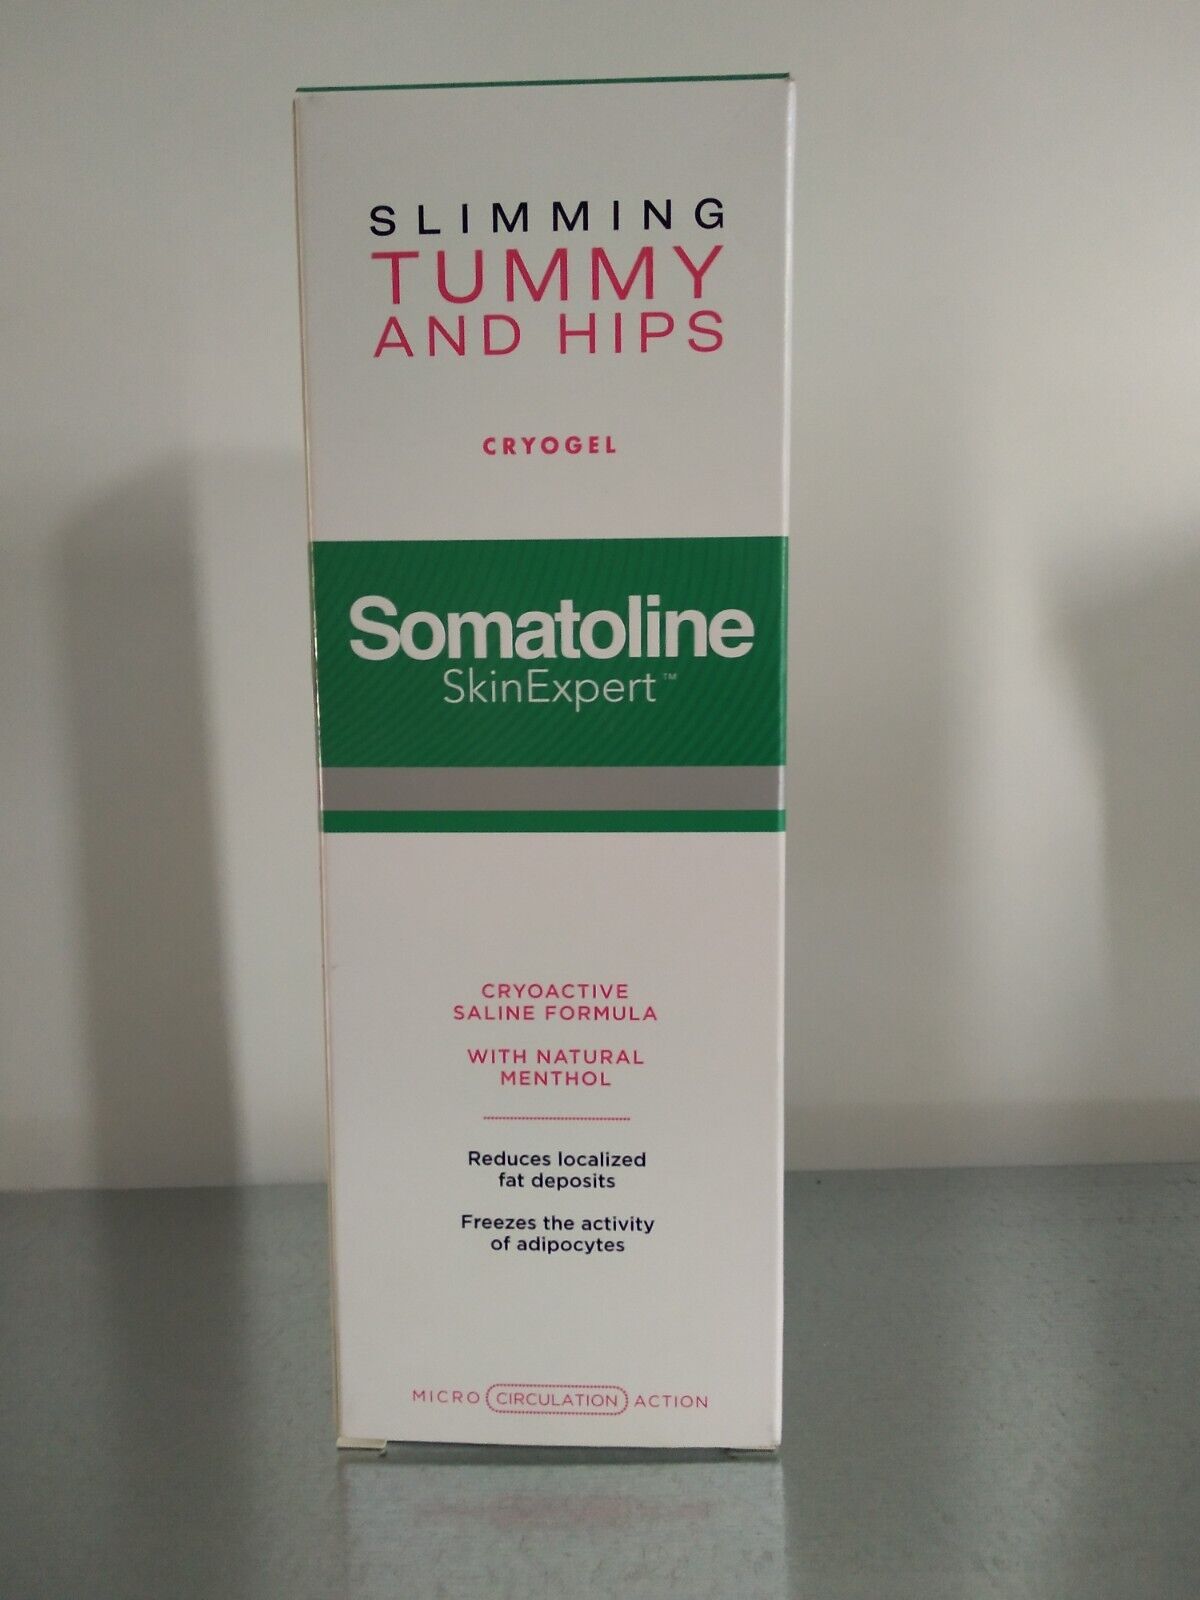 SLIMMING
TUMMY
AND HIPS
CRYOGEL
Somatoline
SkinExpert™
CRYOACTIVE
SALINE FORMULA
WITH NATURAL
MENTHOL
Reduces localized
fat deposits
Freezes the activity
of adipocytes
MICRO CIRCULATION ACTION